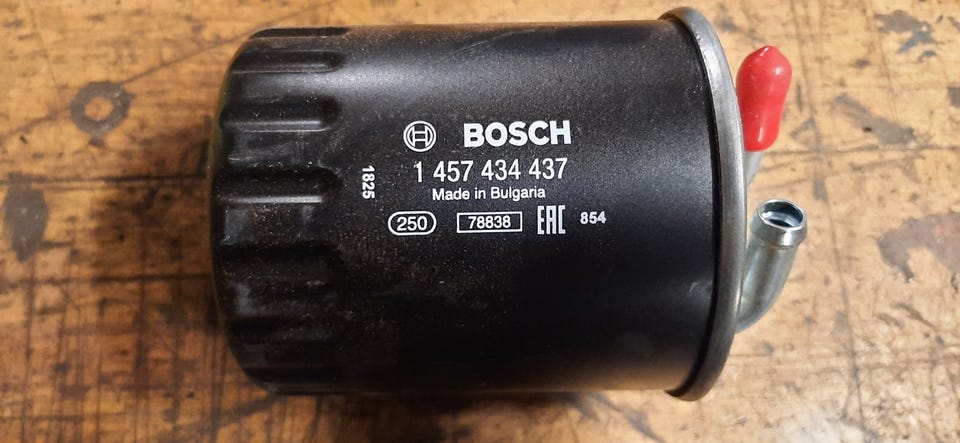 BOSCH
1 457 434 437
Made in Bulgaria
250 78838 EAC 854
1825